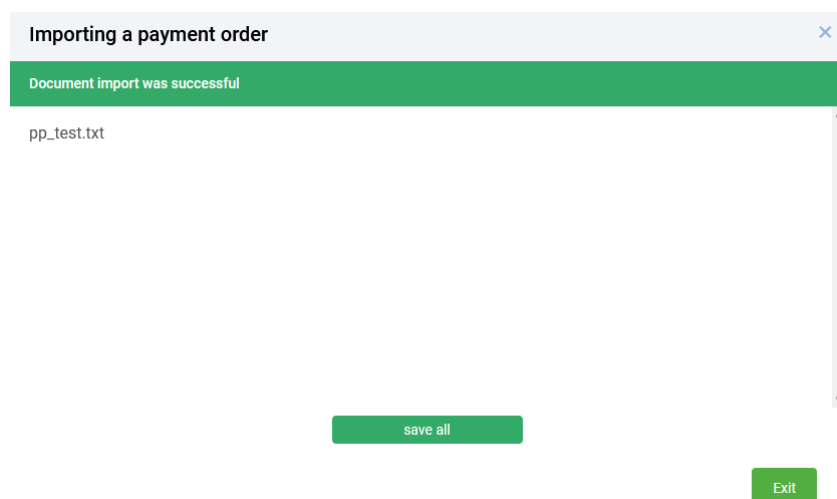 Importing a payment order
Document import was successful
pp_test.txt
save all
Exit